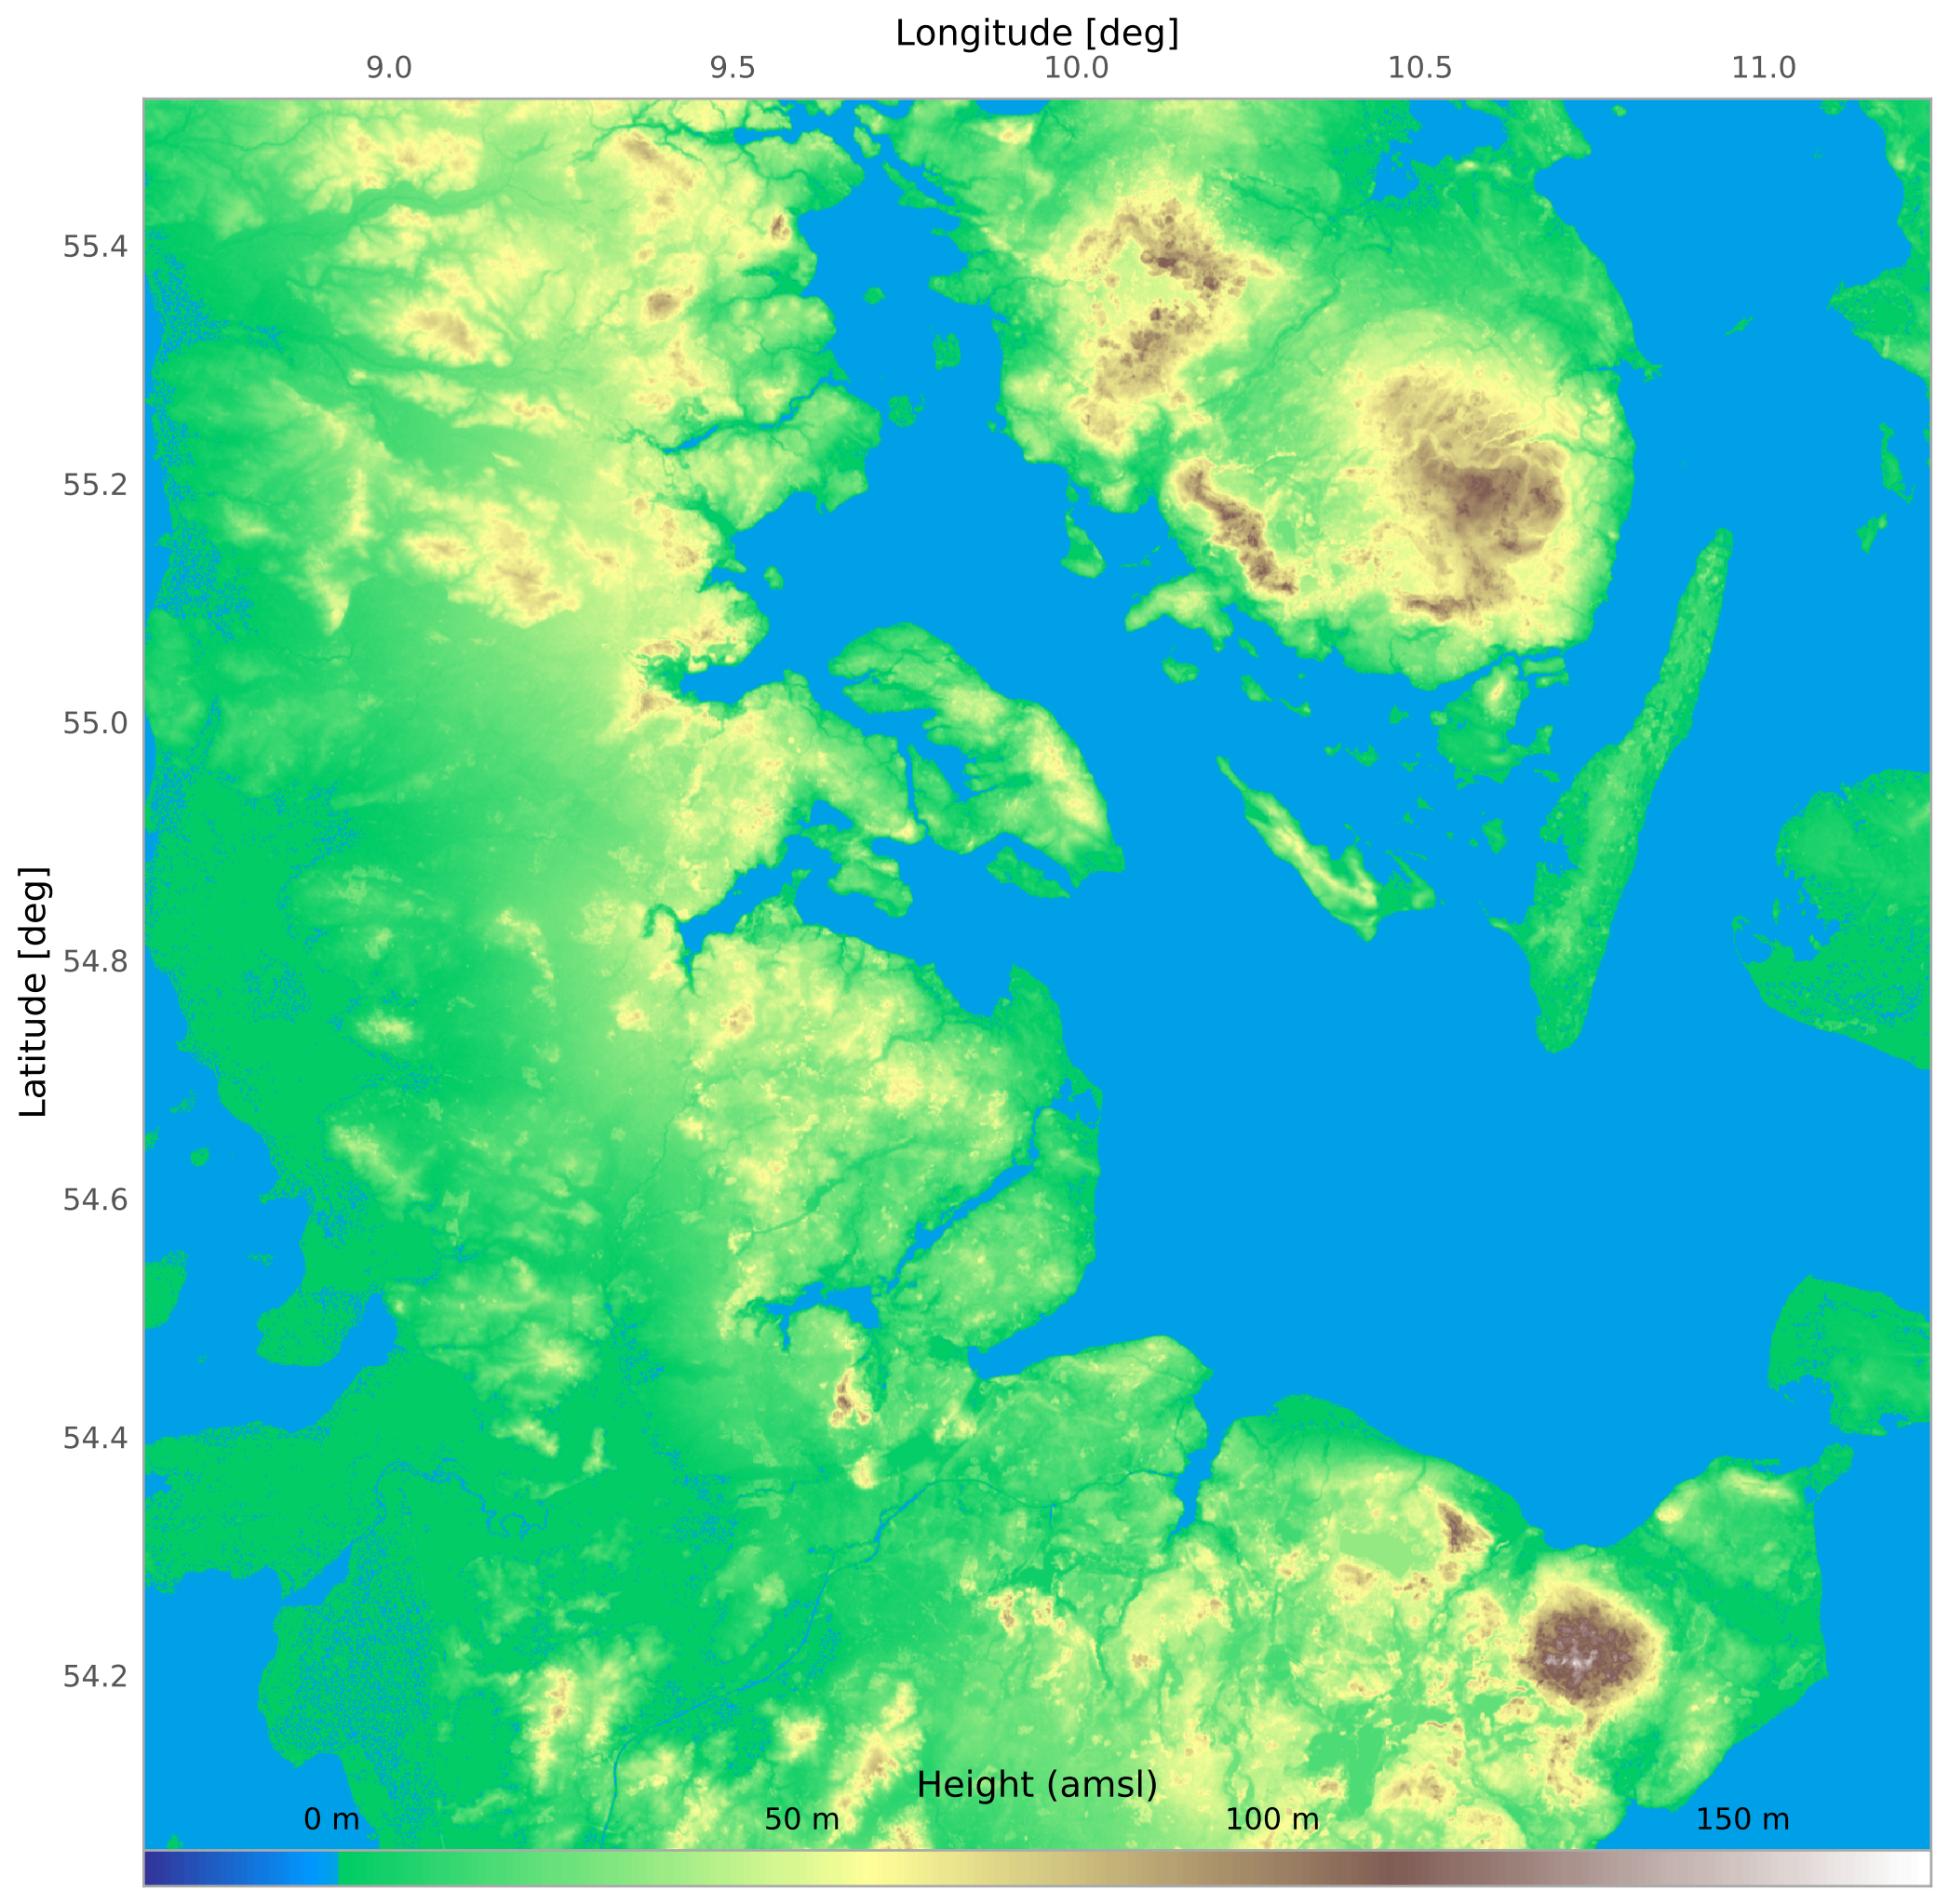 Longitude [deg]
9.0 9.5 10.0 10.5 11.0
Latitude [deg]
55.4
55.2
55.0
54.8
54.6
54.4
54.2
Height (amsl)
0 m 50 m 100 m 150 m